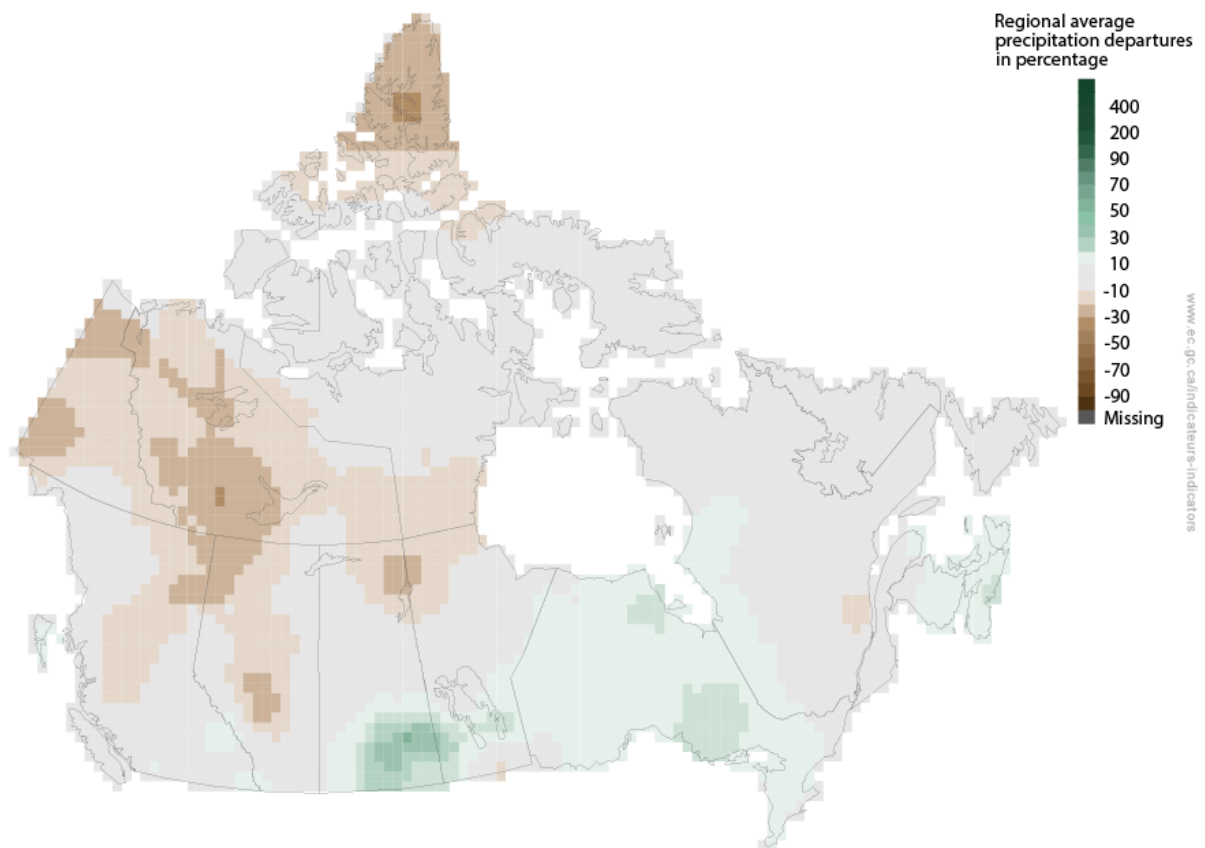 Regional average
precipitation departures
in percentage
400
200
90
70
50
30
10
-10
-30
-50
-70
-90
Missing
www.ec.gc.ca/indicateurs-indicators